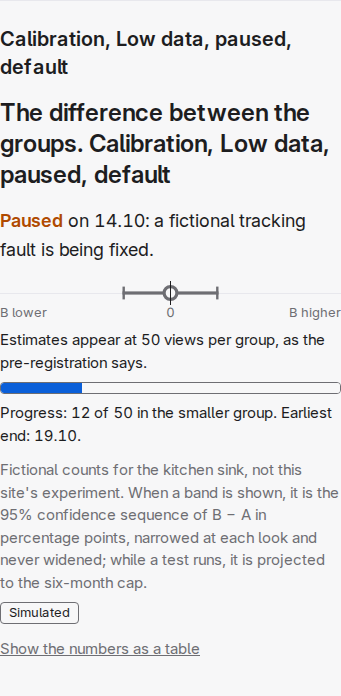 Calibration, Low data, paused,
default
The difference between the
groups. Calibration, Low data,
paused, default
Paused on 14.10: a fictional tracking
fault is being fixed.
B lower 0 B higher
Estimates appear at 50 views per group, as the
pre-registration says.
Progress: 12 of 50 in the smaller group. Earliest
end: 19.10.
Fictional counts for the kitchen sink, not this
site's experiment. When a band is shown, it is the
95% confidence sequence of B − A in
percentage points, narrowed at each look and
never widened; while a test runs, it is projected
to the six-month cap.
Simulated
Show the numbers as a table